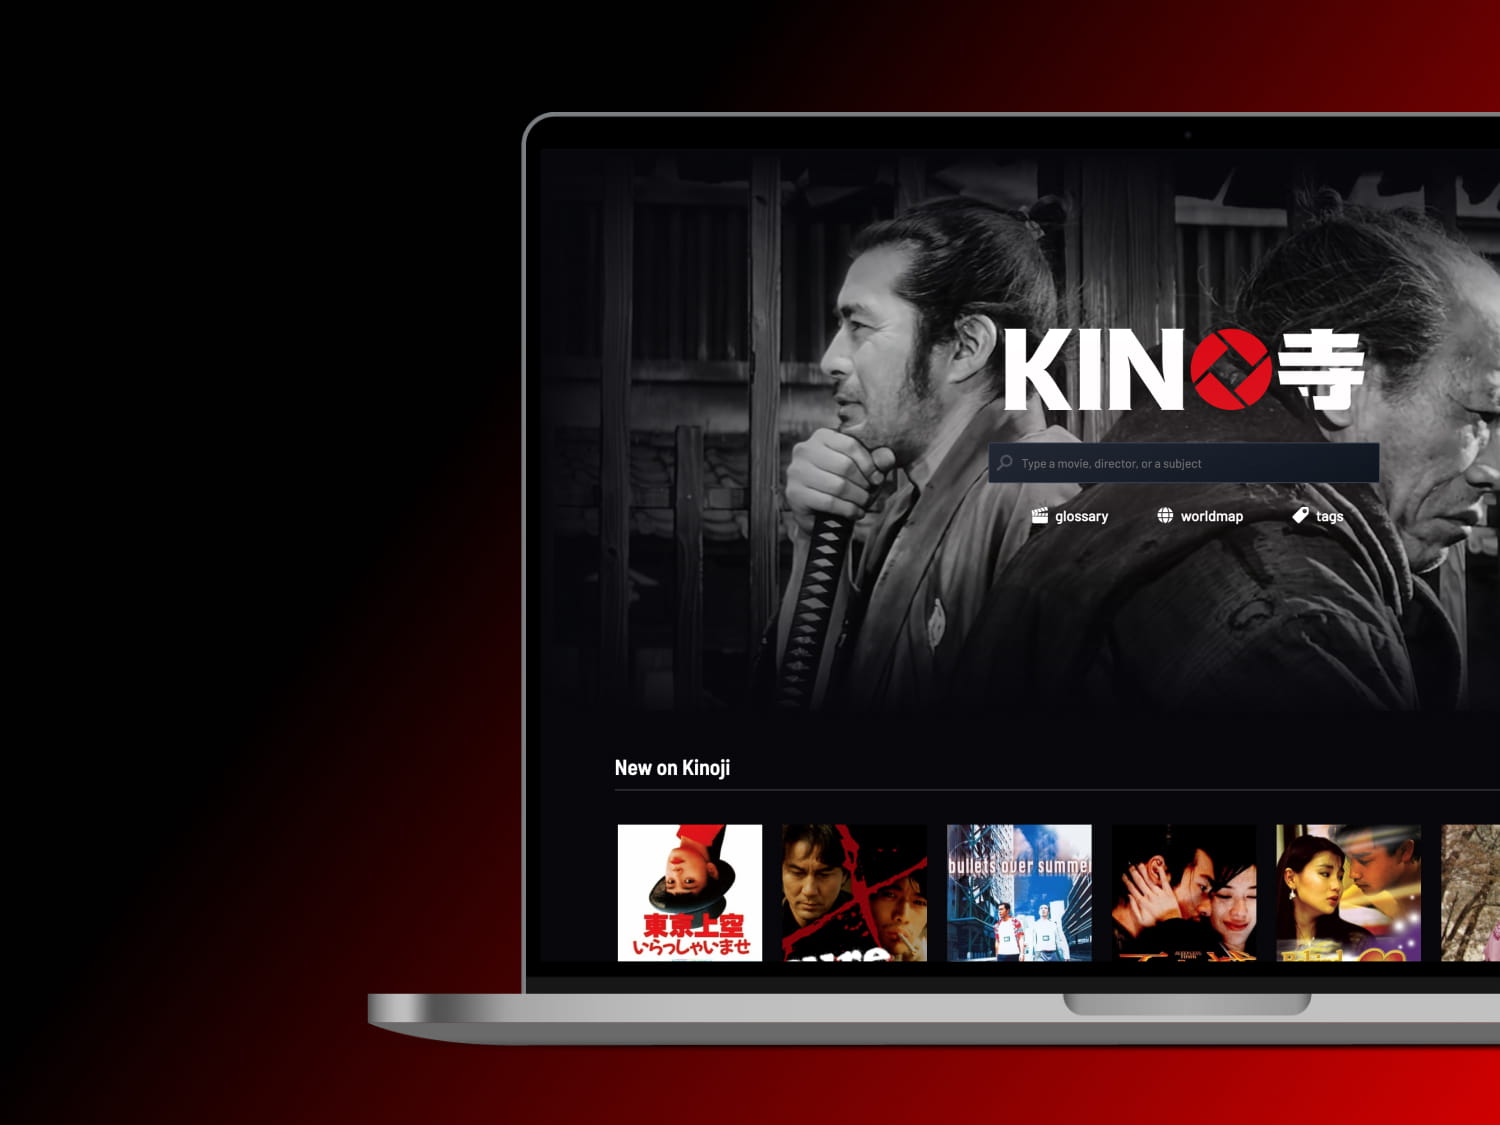 KINO寺
Type a movie, director, or a subject
glossary
worldmap
tags
New on Kinoji
東京上空
いらっしゃいませ
bullets over summer